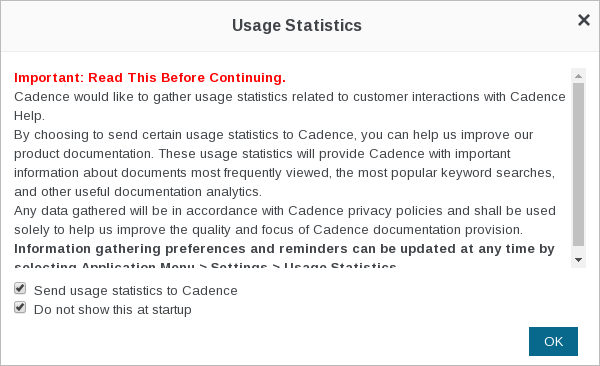 Usage Statistics
Important: Read This Before Continuing.
Cadence would like to gather usage statistics related to customer interactions with Cadence
Help.
By choosing to send certain usage statistics to Cadence, you can help us improve our
product documentation. These usage statistics will provide Cadence with important
information about documents most frequently viewed, the most popular keyword searches,
and other useful documentation analytics.
Any data gathered will be in accordance with Cadence privacy policies and shall be used
solely to help us improve the quality and focus of Cadence documentation provision.
Information gathering preferences and reminders can be updated at any time by
selecting Application Menu > Settings > Usage Statistics
Send usage statistics to Cadence
Do not show this at startup
OK